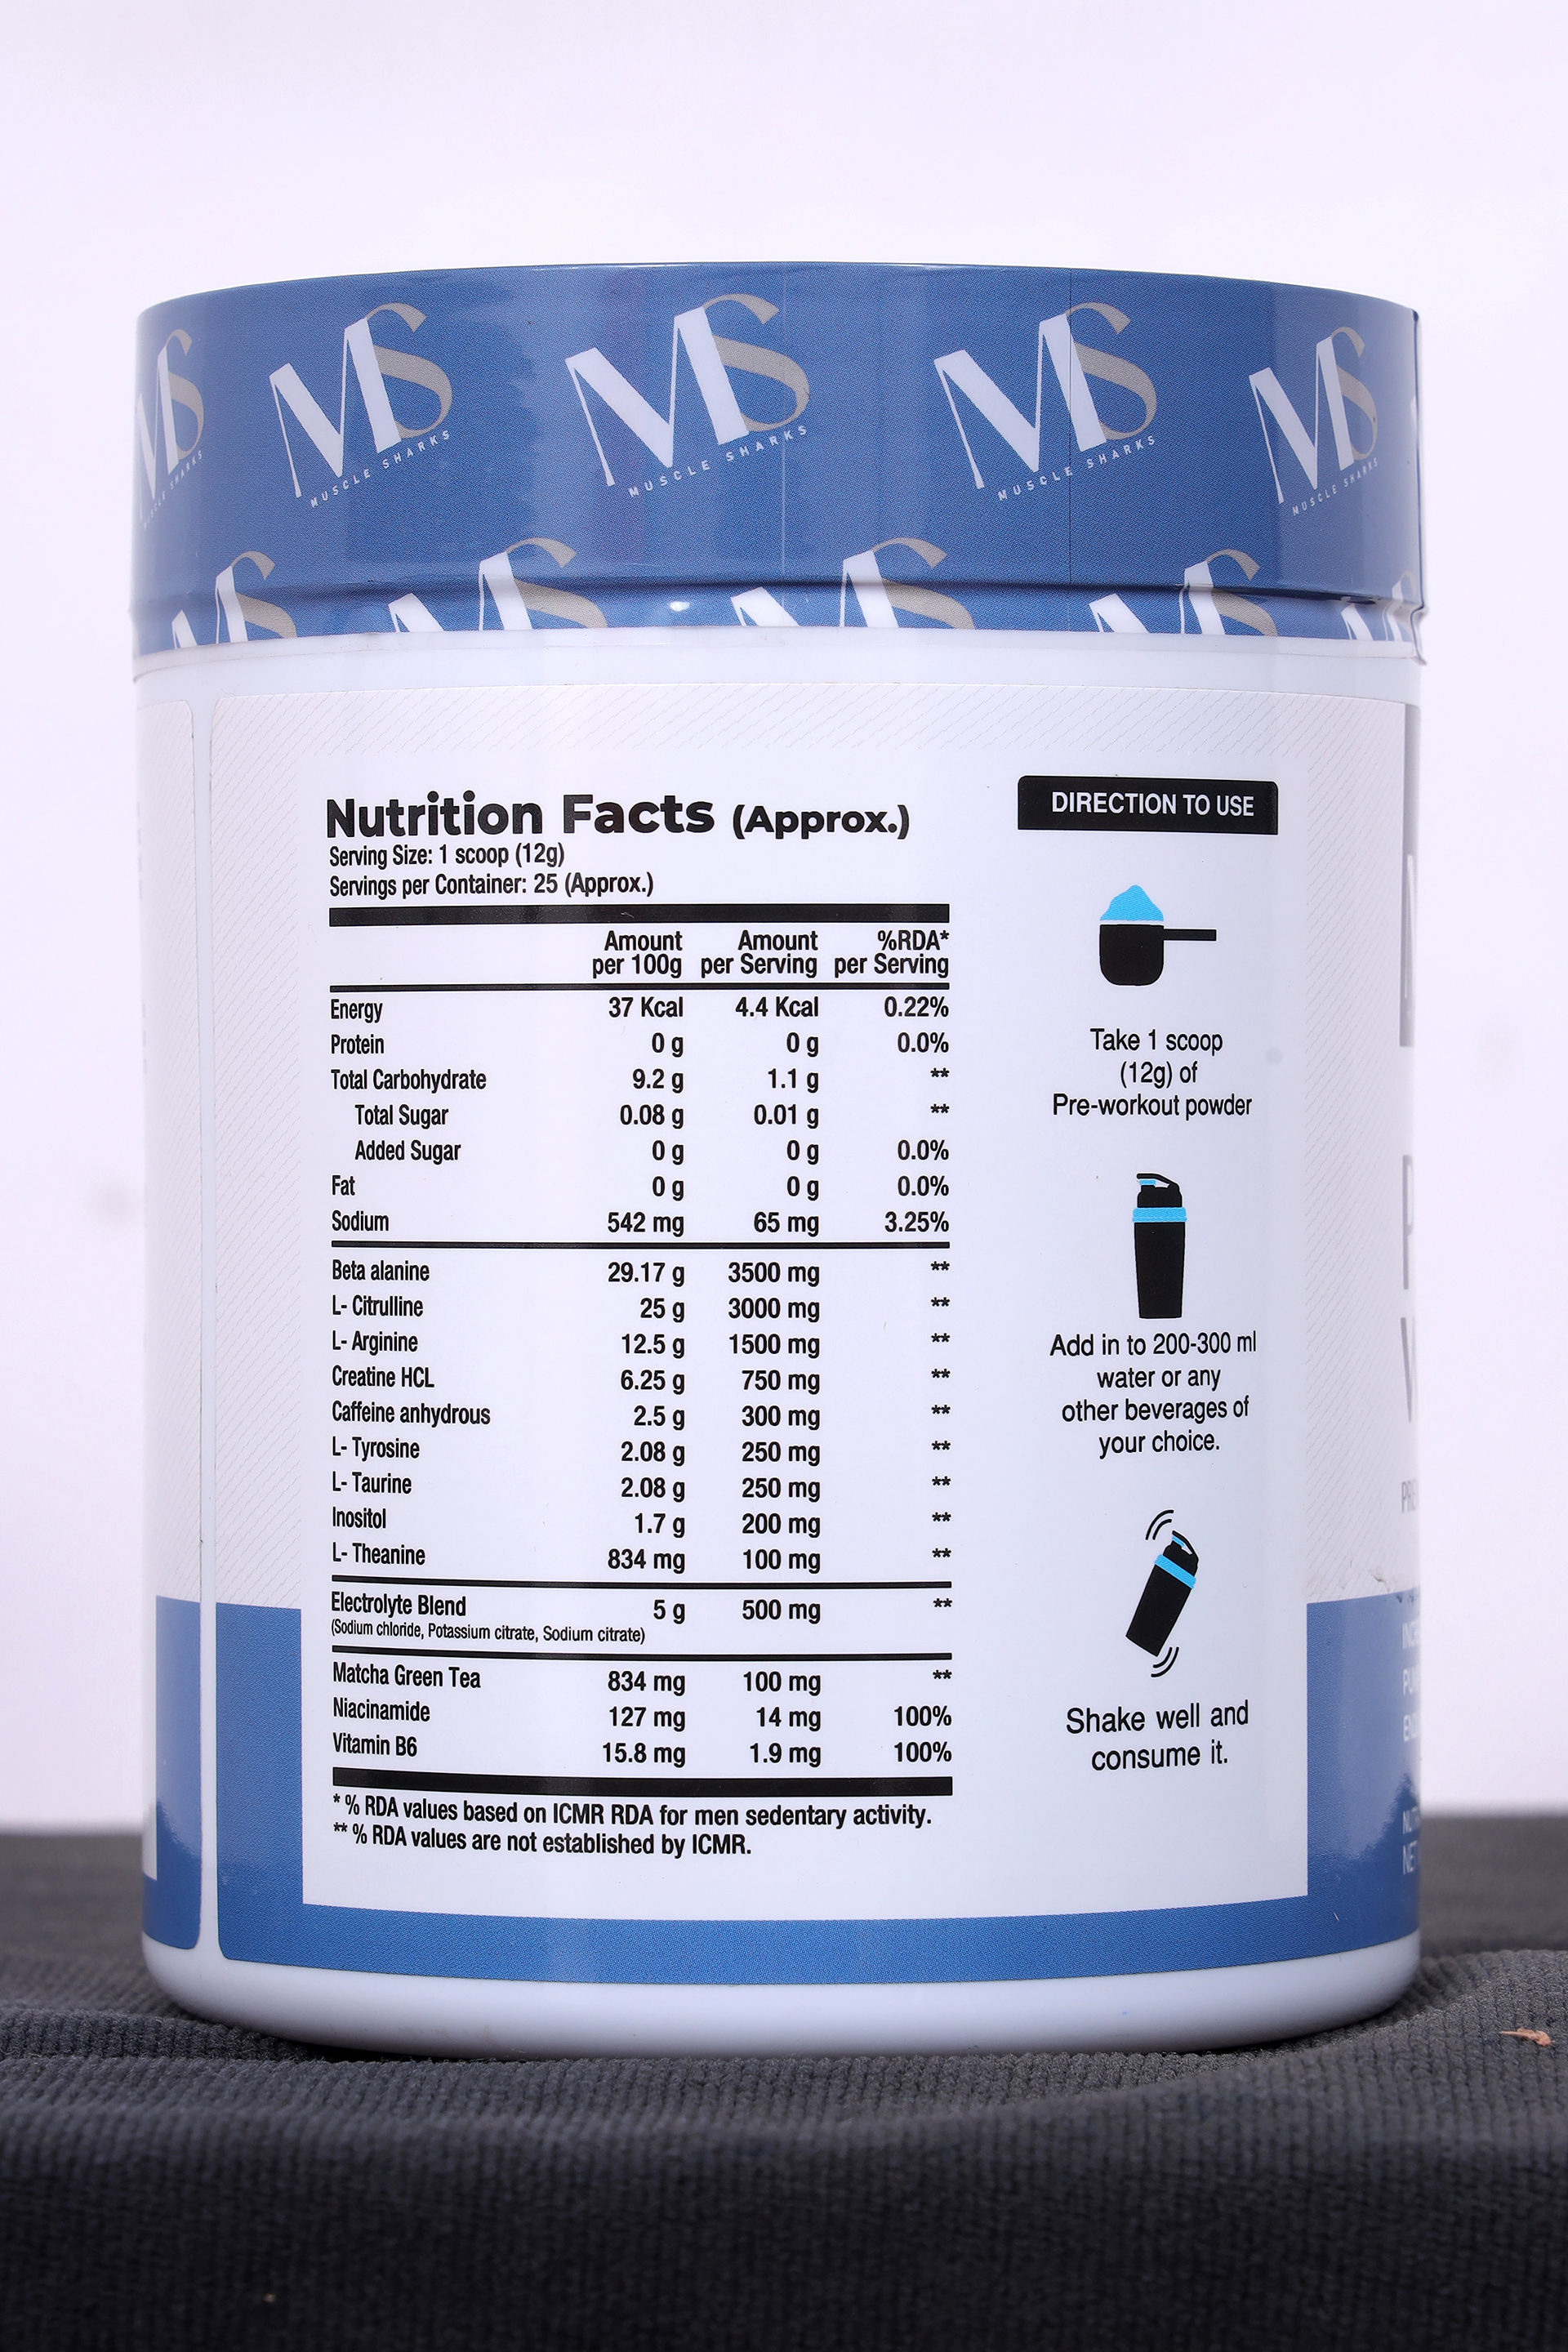 MS MS MS MS MS
MUSCLE SHARKS MUSCLE SHARKS MUSCLE SHARKS MUSCLE SHARKS MUSCLE SHARKS
Nutrition Facts (Approx.)
Serving Size: 1 scoop (12g)
Servings per Container: 25 (Approx.)
Amount per 100g Amount per Serving %RDA* per Serving
Energy 37 Kcal 4.4 Kcal 0.22%
Protein 0 g 0 g 0.0%
Total Carbohydrate 9.2 g 1.1 g **
Total Sugar 0.08 g 0.01 g **
Added Sugar 0 g 0 g 0.0%
Fat 0 g 0 g 0.0%
Sodium 542 mg 65 mg 3.25%
Beta alanine 29.17 g 3500 mg **
L- Citrulline 25 g 3000 mg **
L- Arginine 12.5 g 1500 mg **
Creatine HCL 6.25 g 750 mg **
Caffeine anhydrous 2.5 g 300 mg **
L- Tyrosine 2.08 g 250 mg **
L- Taurine 2.08 g 250 mg **
Inositol 1.7 g 200 mg **
L- Theanine 834 mg 100 mg **
Electrolyte Blend 5 g 500 mg **
(Sodium chloride, Potassium citrate, Sodium citrate)
Matcha Green Tea 834 mg 100 mg **
Niacinamide 127 mg 14 mg 100%
Vitamin B6 15.8 mg 1.9 mg 100%
* % RDA values based on ICMR RDA for men sedentary activity.
** % RDA values are not established by ICMR.
DIRECTION TO USE
Take 1 scoop
(12g) of
Pre-workout powder
Add in to 200-300 ml
water or any
other beverages of
your choice.
Shake well and
consume it.